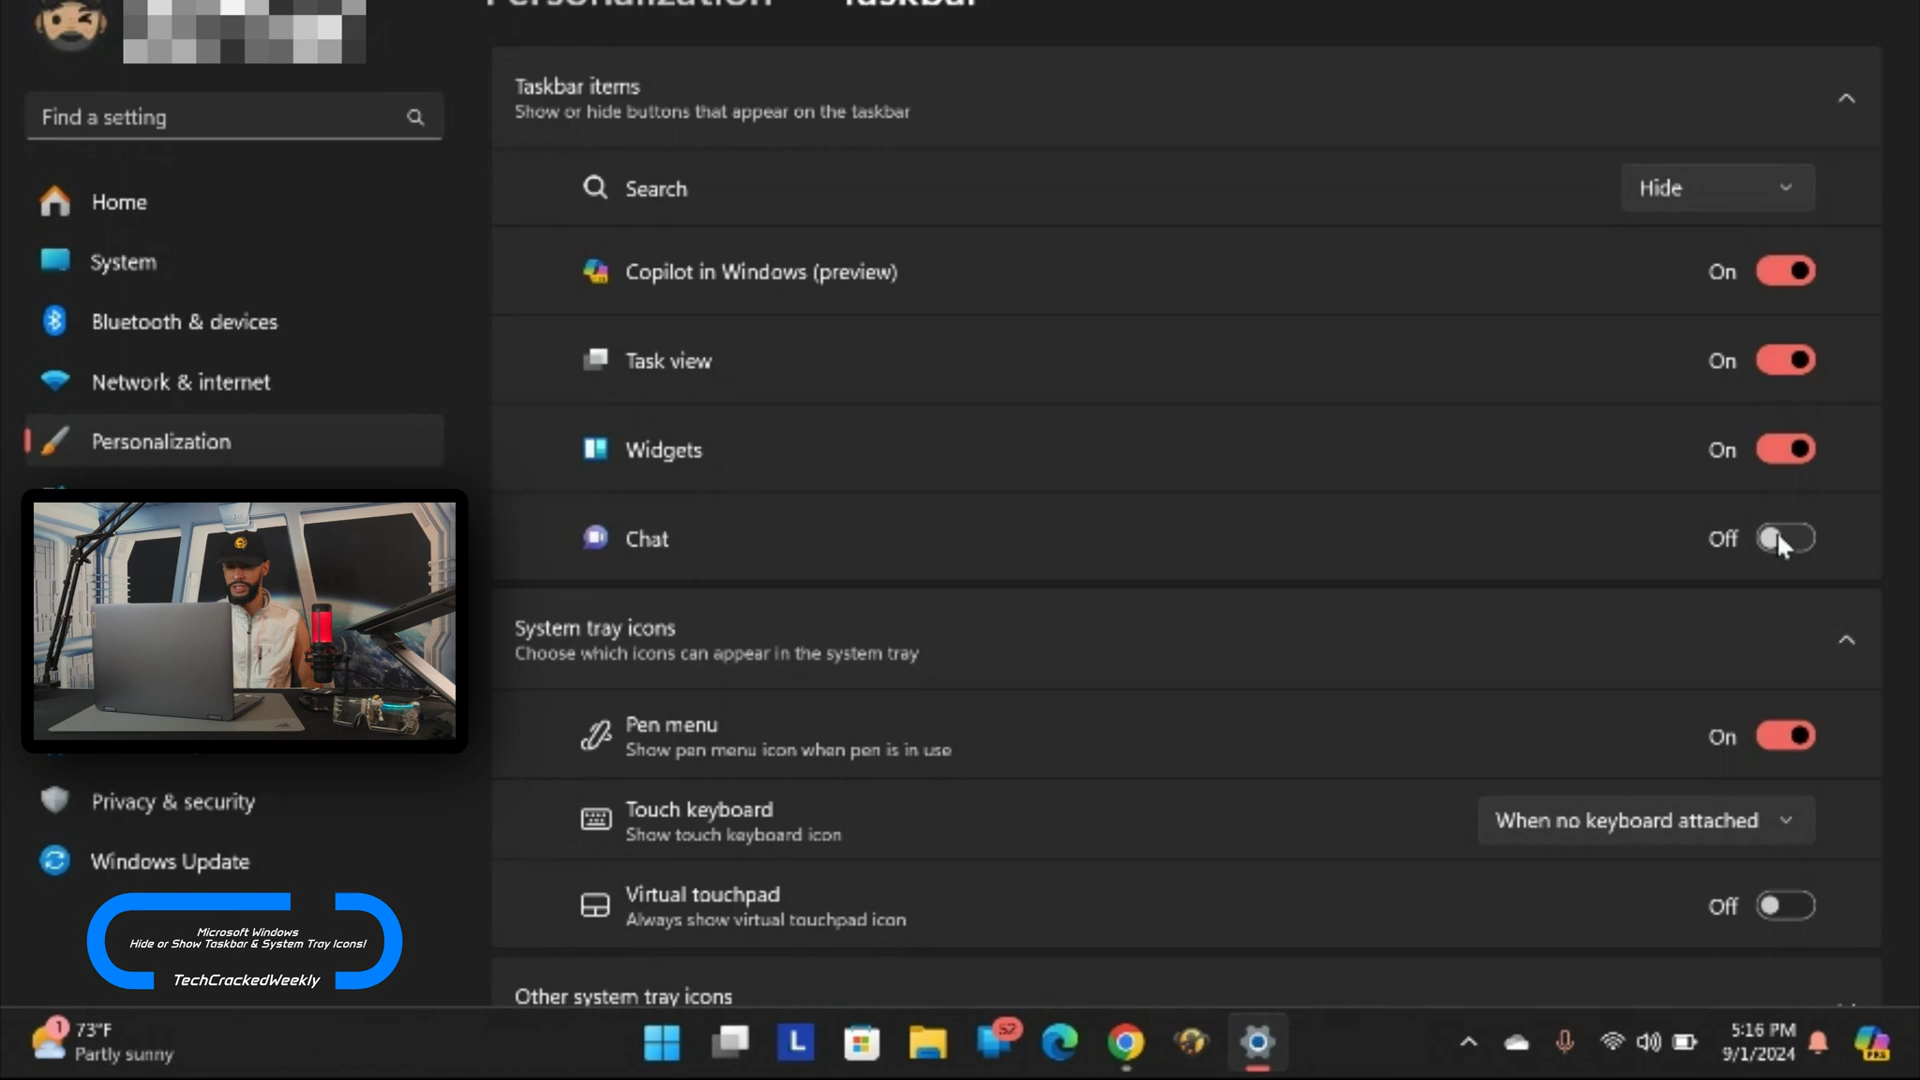 Personalization Taskbar
Find a setting
Home
System
Bluetooth & devices
Network & internet
Personalization
Privacy & security
Windows Update
Taskbar items
Show or hide buttons that appear on the taskbar
Search Hide
Copilot in Windows (preview) On
Task view On
Widgets On
Chat Off
System tray icons
Choose which icons can appear in the system tray
Pen menu On
Show pen menu icon when pen is in use
Touch keyboard When no keyboard attached
Show touch keyboard icon
Virtual touchpad Off
Always show virtual touchpad icon
Other system tray icons
Microsoft Windows
Hide or Show Taskbar & System Tray Icons!
TechCrackedWeekly
1 73°F
Partly sunny
L
52
5:16 PM
9/1/2024
PRE